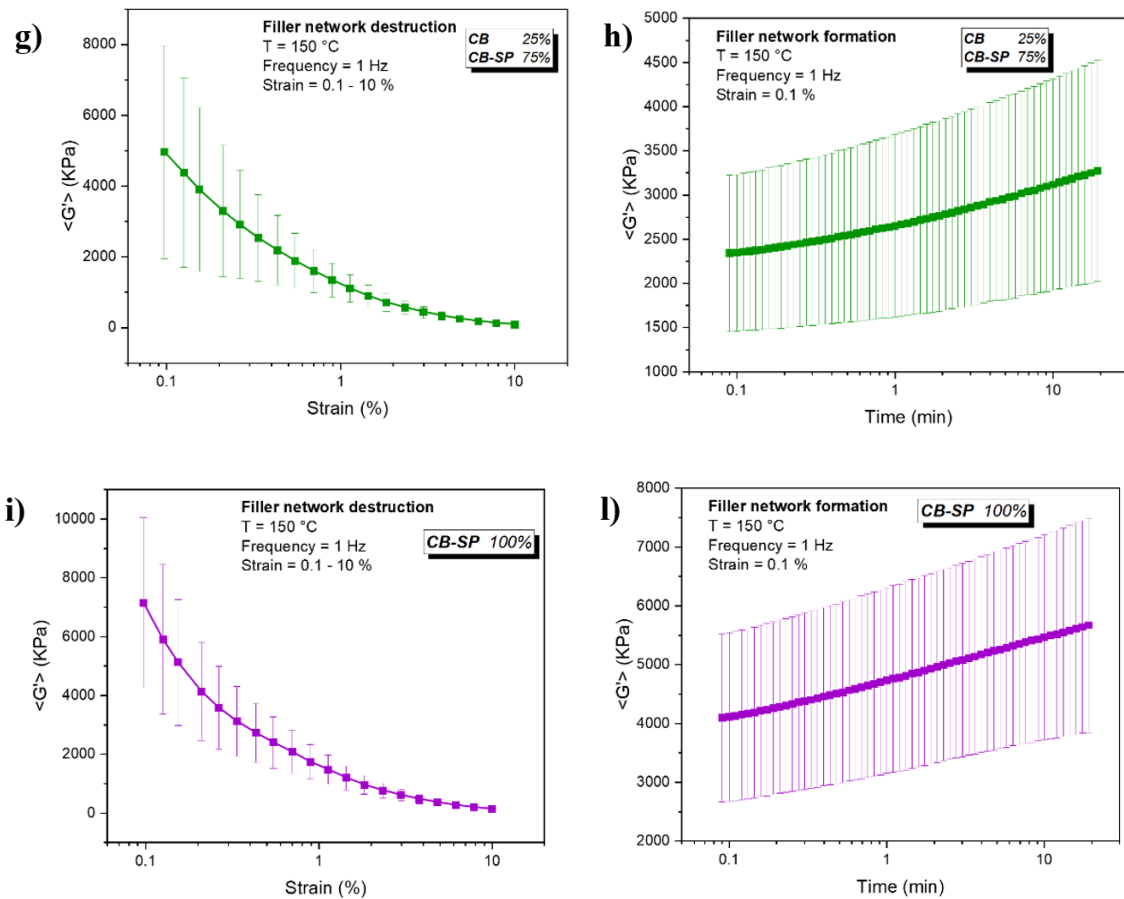 g)
Filler network destruction
T = 150 °C
Frequency = 1 Hz
Strain = 0.1 - 10 %
CB 25%
CB-SP 75%
<G'> (KPa)
8000
6000
4000
2000
0
0.1
1
10
Strain (%)
h)
Filler network formation
T = 150 °C
Frequency = 1 Hz
Strain = 0.1 %
CB 25%
CB-SP 75%
<G'> (KPa)
5000
4500
4000
3500
3000
2500
2000
1500
1000
0.1
1
10
Time (min)
i)
Filler network destruction
T = 150 °C
Frequency = 1 Hz
Strain = 0.1 - 10 %
CB-SP 100%
<G'> (KPa)
10000
8000
6000
4000
2000
0
0.1
1
10
Strain (%)
l)
Filler network formation
T = 150 °C
Frequency = 1 Hz
Strain = 0.1 %
CB-SP 100%
<G'> (KPa)
8000
7000
6000
5000
4000
3000
2000
0.1
1
10
Time (min)